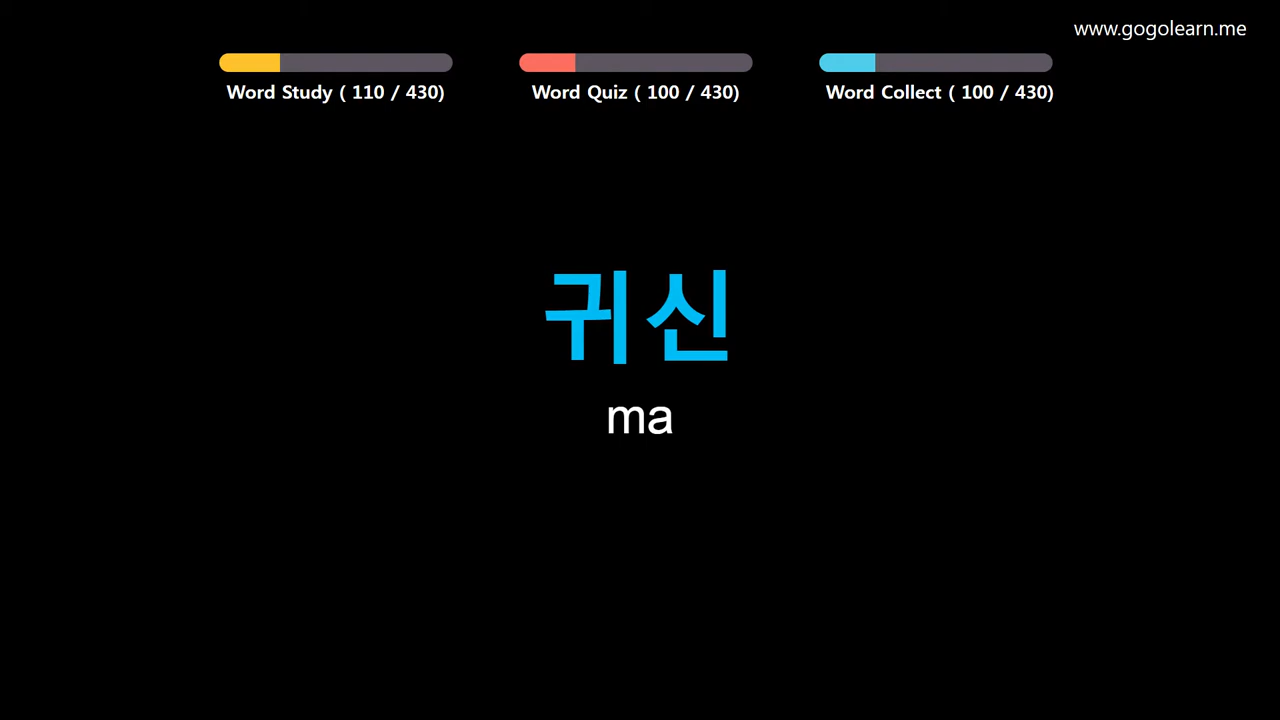 www.gogolearn.me
Word Study ( 110 / 430)
Word Quiz ( 100 / 430)
Word Collect ( 100 / 430)
귀신
ma